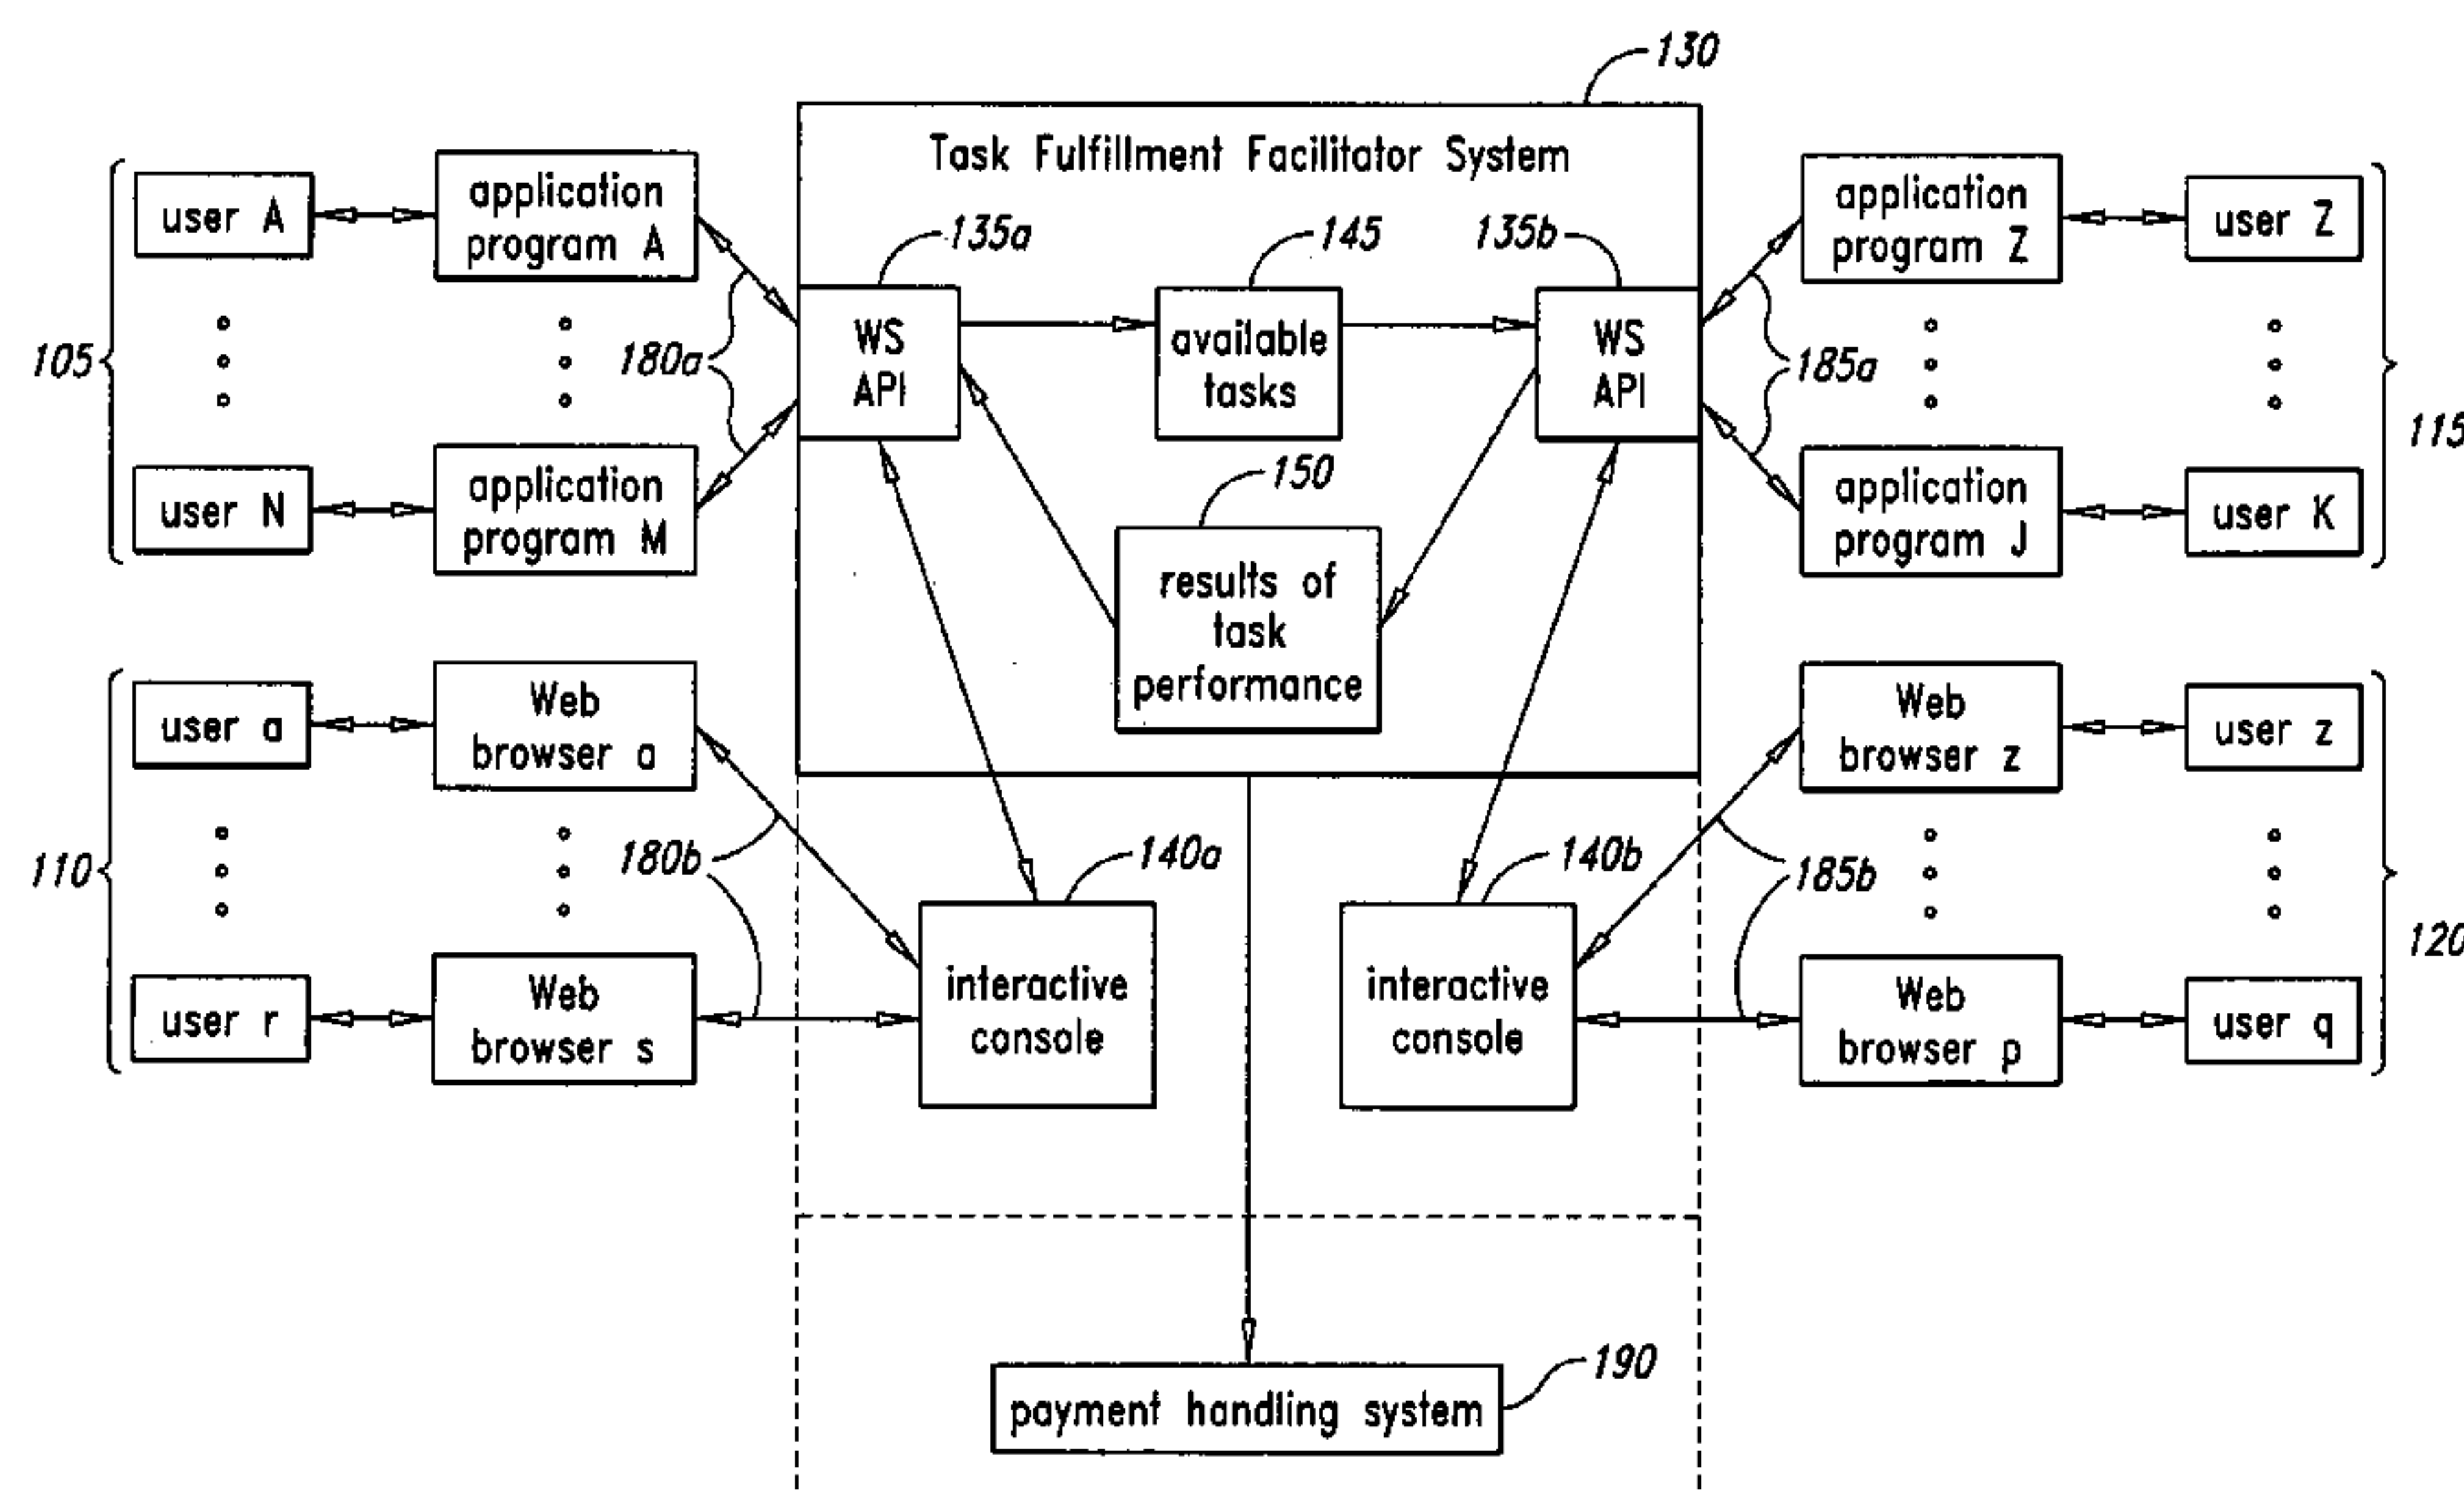 130
Task Fulfillment Facilitator System
user A
application
program A
135a
145
135b
application
program Z
user Z
105
180a
WS
API
available
tasks
WS
API
185a
115
user N
application
program M
150
results of
task
performance
application
program J
user K
user a
Web
browser a
Web
browser z
user z
110
180b
140a
140b
185b
120
user r
Web
browser s
interactive
console
interactive
console
Web
browser p
user q
190
payment handling system